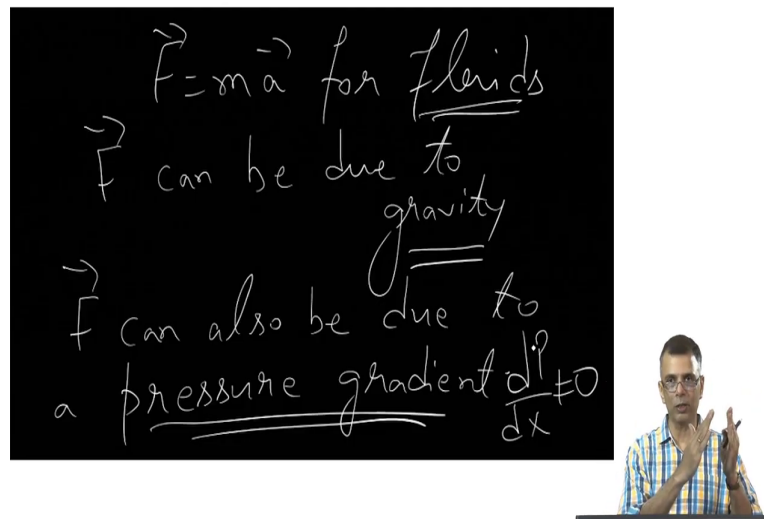 F⃗ = ma⃗ for fluids
F⃗ can be due to
gravity
F⃗ can also be due to
a pressure gradient dP/dx ≠ 0